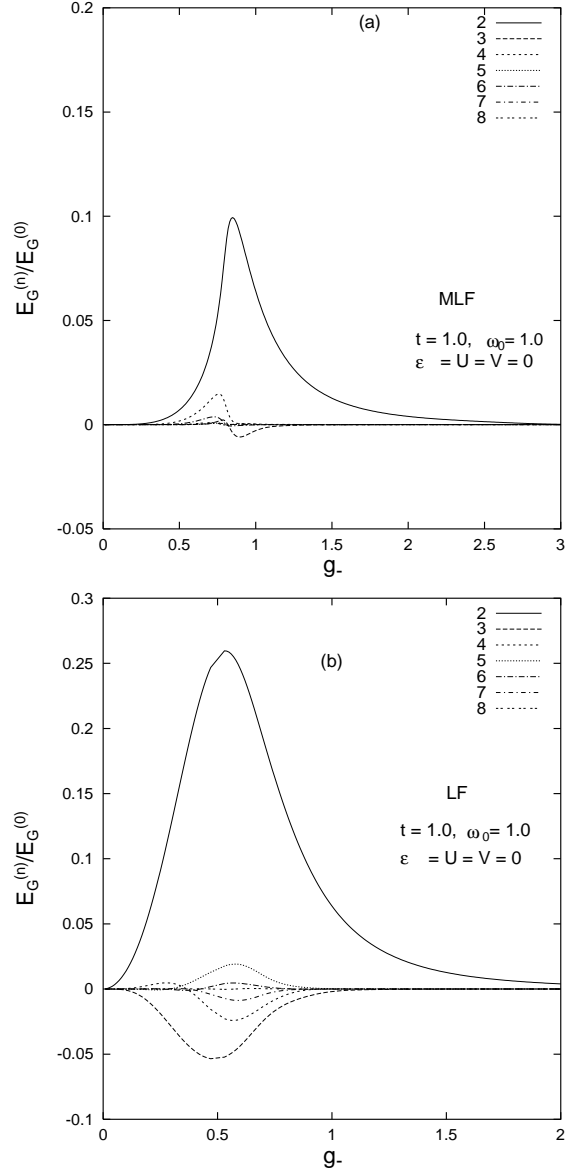 (a)
0.2
0.15
0.1
0.05
0
-0.05
E_G^(n)/E_G^(0)
2
3
4
5
6
7
8
MLF
t = 1.0, ω0= 1.0
ε = U = V = 0
0 0.5 1 1.5 2 2.5 3
g-
(b)
0.3
0.25
0.2
0.15
0.1
0.05
0
-0.05
-0.1
E_G^(n)/E_G^(0)
2
3
4
5
6
7
8
LF
t = 1.0, ω0= 1.0
ε = U = V = 0
0 0.5 1 1.5 2
g-